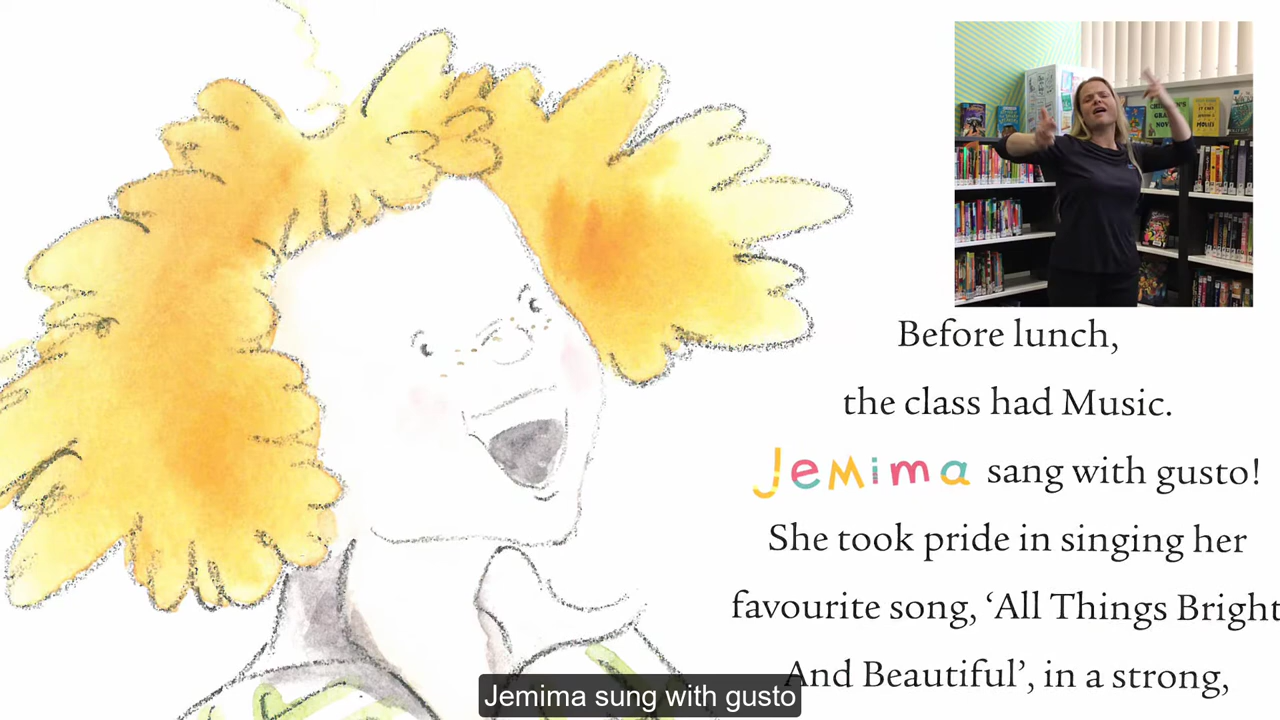 Before lunch,
the class had Music.
Jemima sang with gusto!
She took pride in singing her
favourite song, ‘All Things Bright
And Beautiful’, in a strong,
Jemima sung with gusto